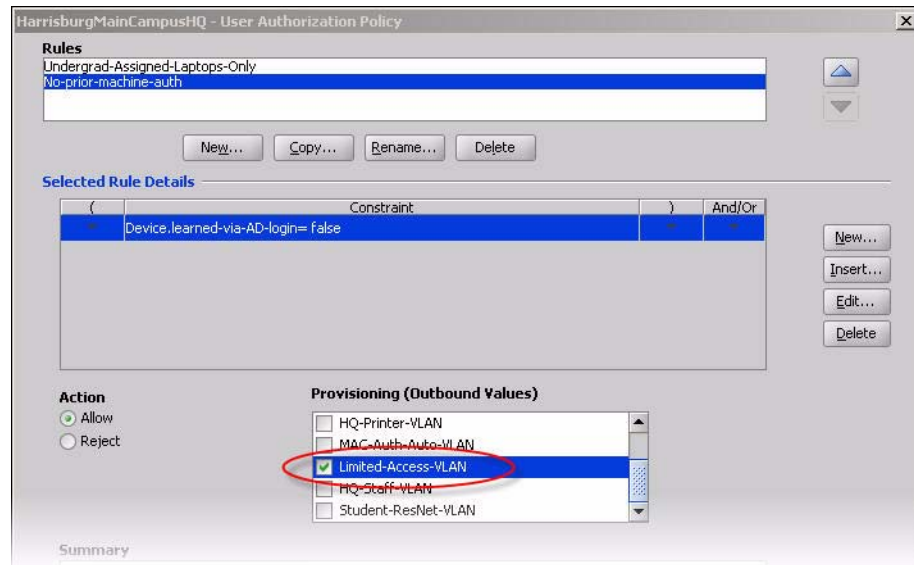 HarrisburgMainCampusHQ - User Authorization Policy
Rules
Undergrad-Assigned-Laptops-Only
No-prior-machine-auth
New... Copy... Rename... Delete
Selected Rule Details
( Constraint ) And/Or
Device.learned-via-AD-login= false
New...
Insert...
Edit...
Delete
Action
Allow
Reject
Provisioning (Outbound Values)
HQ-Printer-VLAN
MAC-Auth-Auto-VLAN
Limited-Access-VLAN
HQ-Staff-VLAN
Student-ResNet-VLAN
Summary